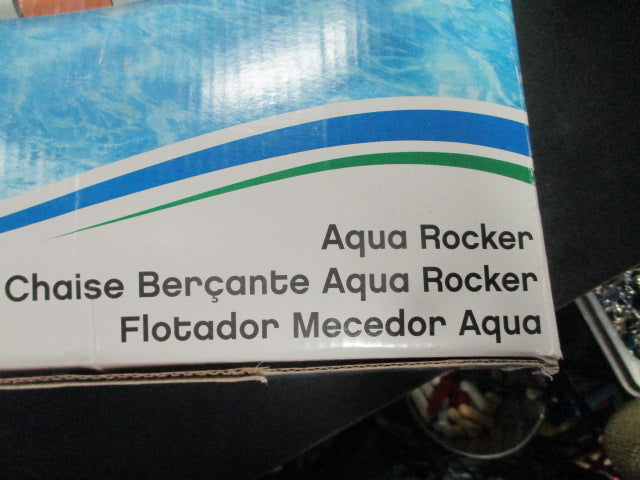 Aqua Rocker
Chaise Berçante Aqua Rocker
Flotador Mecedor Aqua